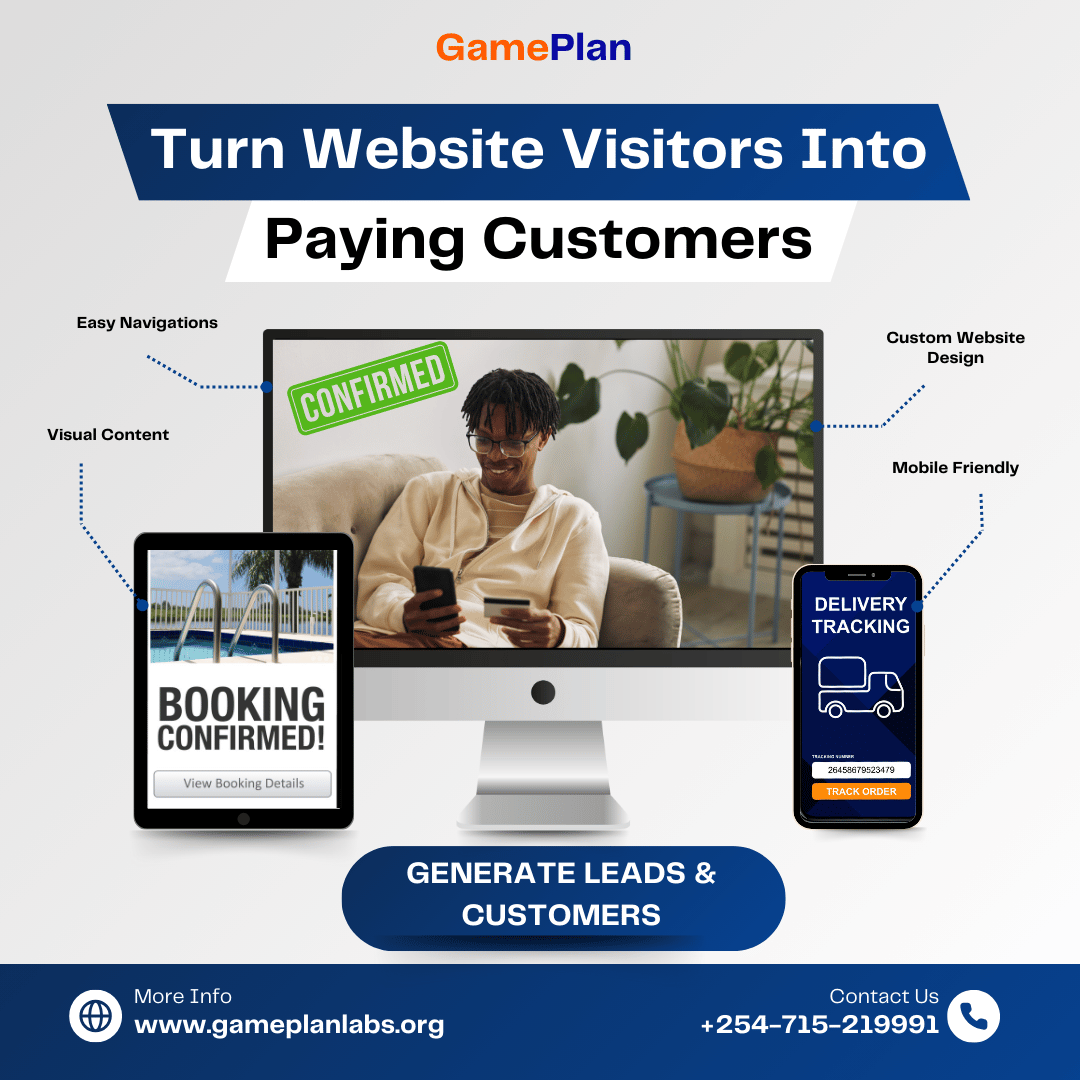 GamePlan
Turn Website Visitors Into
Paying Customers
Easy Navigations
Custom Website
Design
Visual Content
Mobile Friendly
CONFIRMED
BOOKING
CONFIRMED!
View Booking Details
DELIVERY
TRACKING
TRACKING NUMBER
26458679523479
TRACK ORDER
GENERATE LEADS &
CUSTOMERS
More Info
www.gameplanlabs.org
Contact Us
+254-715-219991